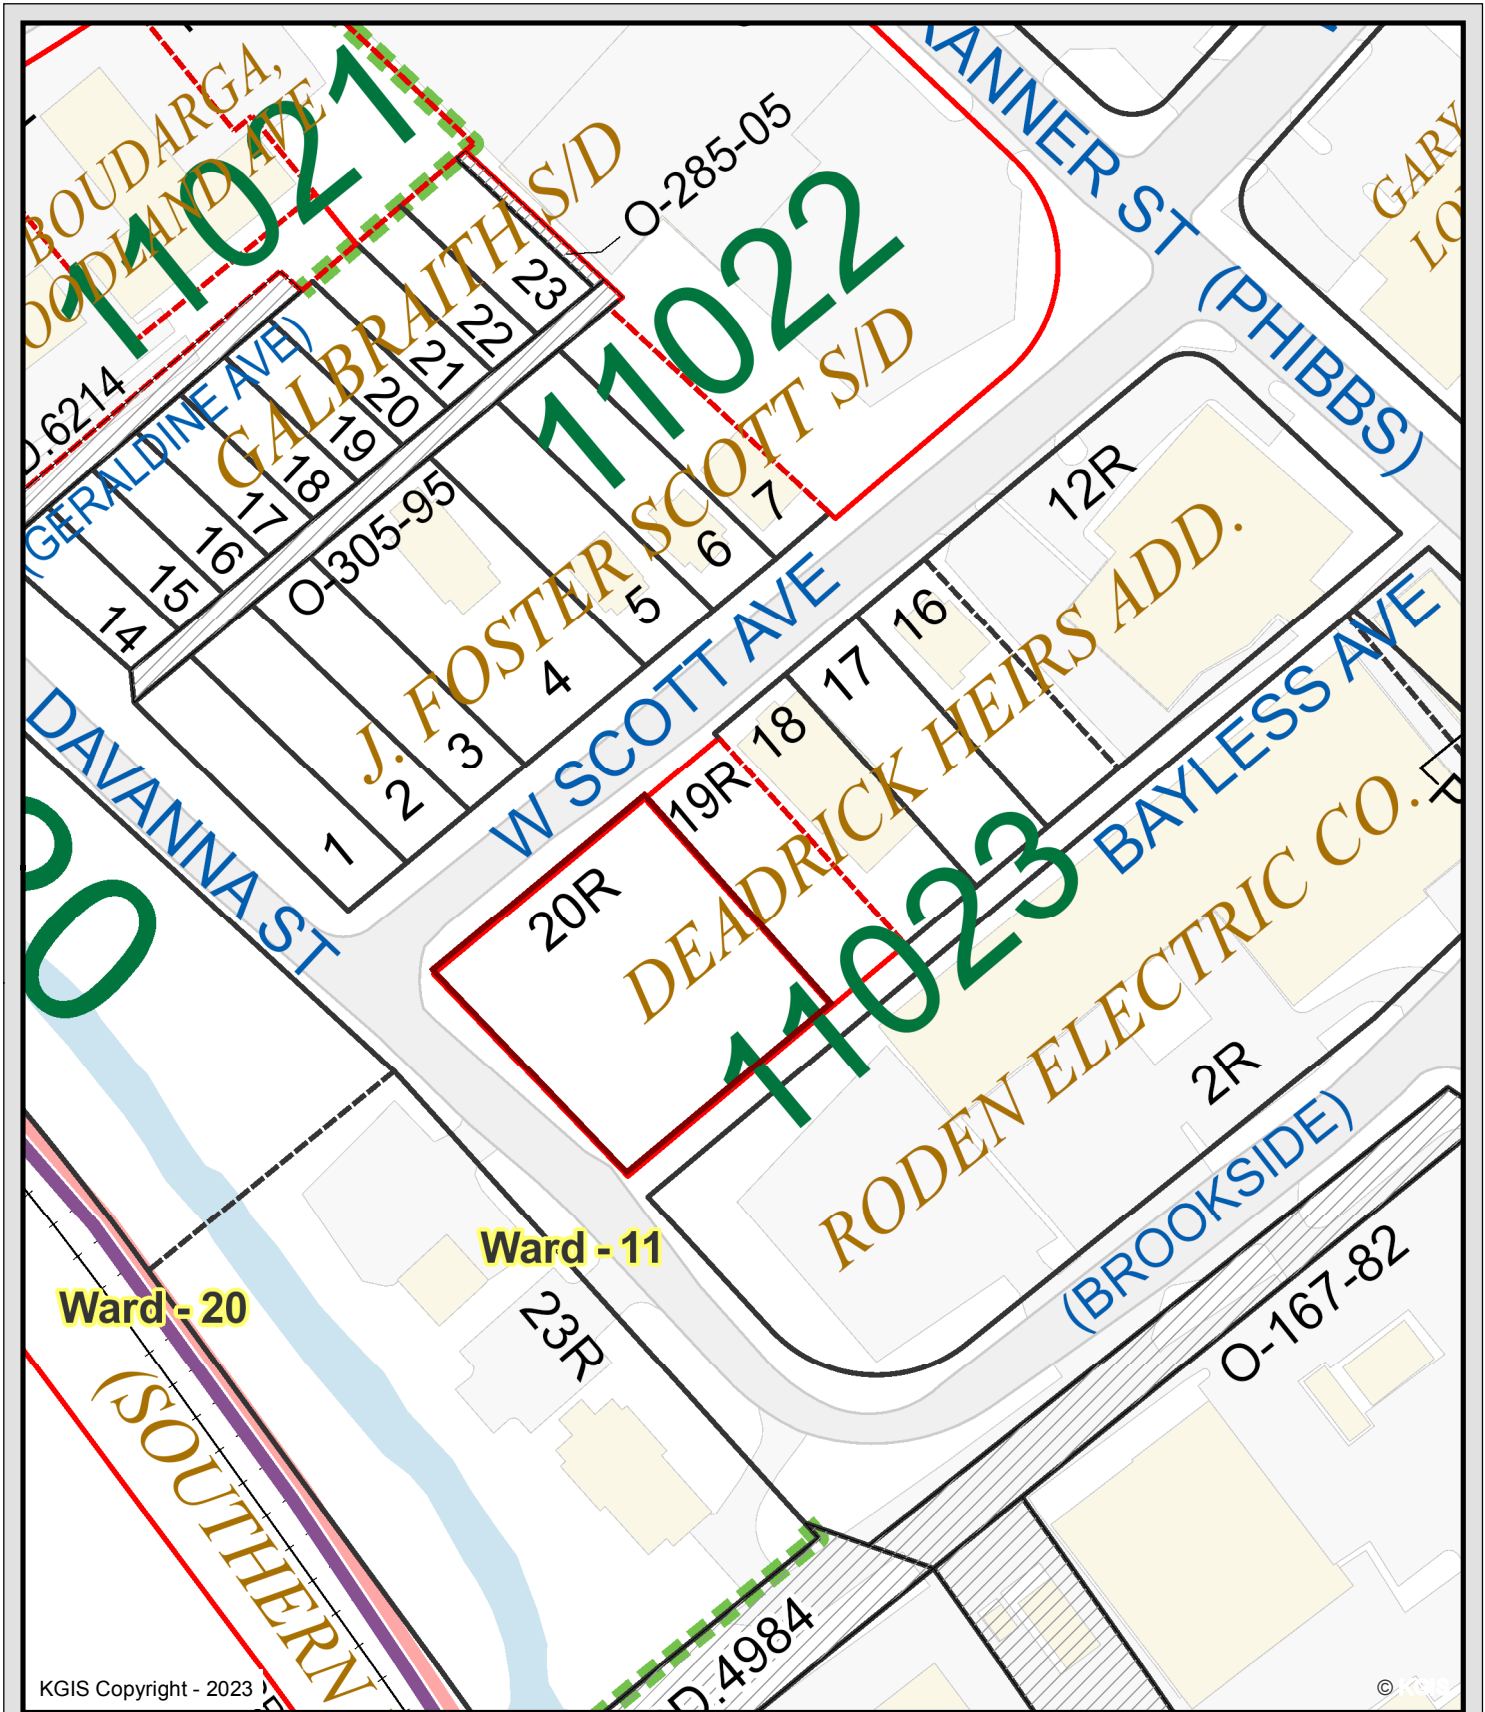 BOUDARGA,
WOODLAND AVE
11021
GALBRAITH S/D
O-285-05
11022
KANNER ST (PHIBBS)
GARY
D.6214
(GERALDINE AVE)
23
22
21
20
19
18
17
16
15
14
O-305-95
J. FOSTER SCOTT S/D
7
6
5
4
3
2
1
W SCOTT AVE
DAVANNA ST
12R
16
17
18
19R
20R
DEADRICK HEIRS ADD.
BAYLESS AVE
11023
RODEN ELECTRIC CO.
2R
(BROOKSIDE)
O-167-82
Ward - 11
Ward - 20
23R
(SOUTHERN
D.4984
KGIS Copyright - 2023
© KGIS